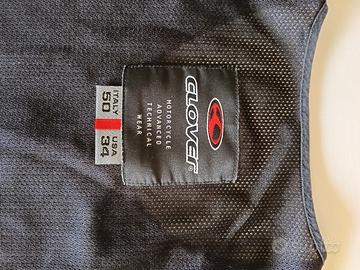 CLOVER®
MOTORCYCLE
ADVANCED
TECHNICAL
WEAR
ITALY
50
USA
34